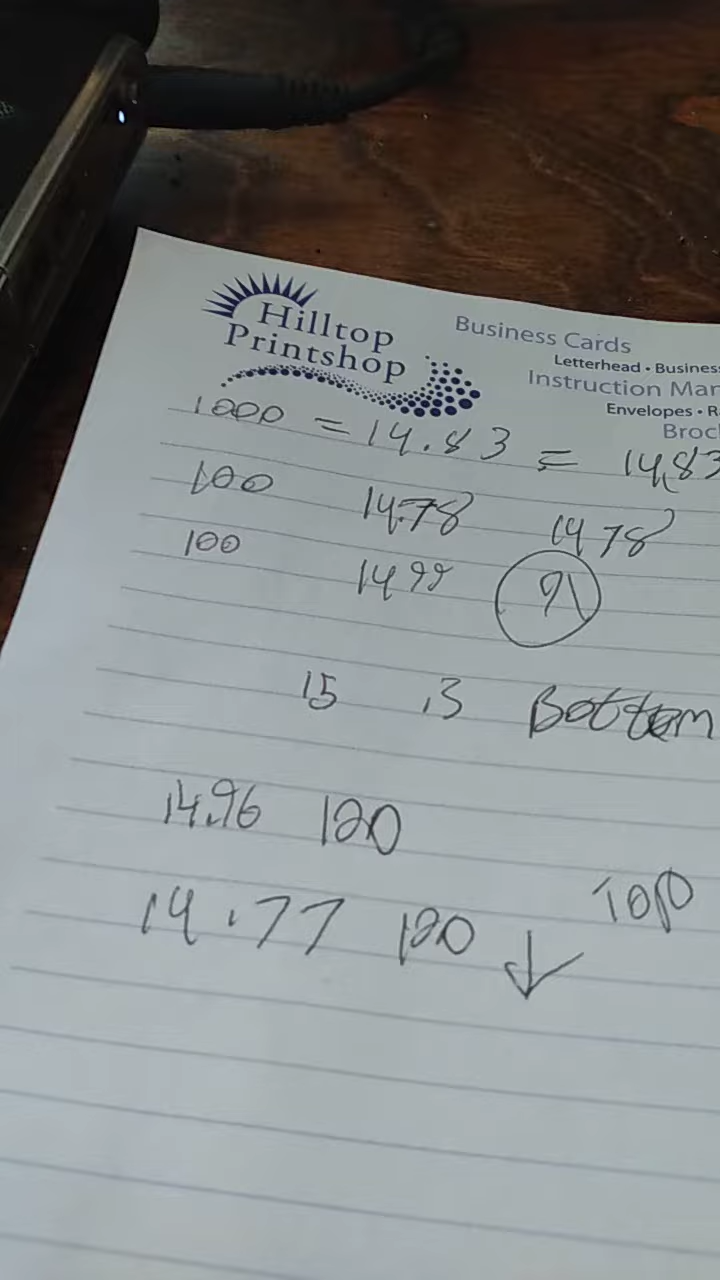 Hilltop
Printshop
Business Cards
Letterhead • Business
Instruction Man
Envelopes • R
Broc
1000 = 14.83 = 14.83
100 14.78 14 78
100 14 99 91
15 .3 Bottom
14.96 120
Top
14.77 120 ↓